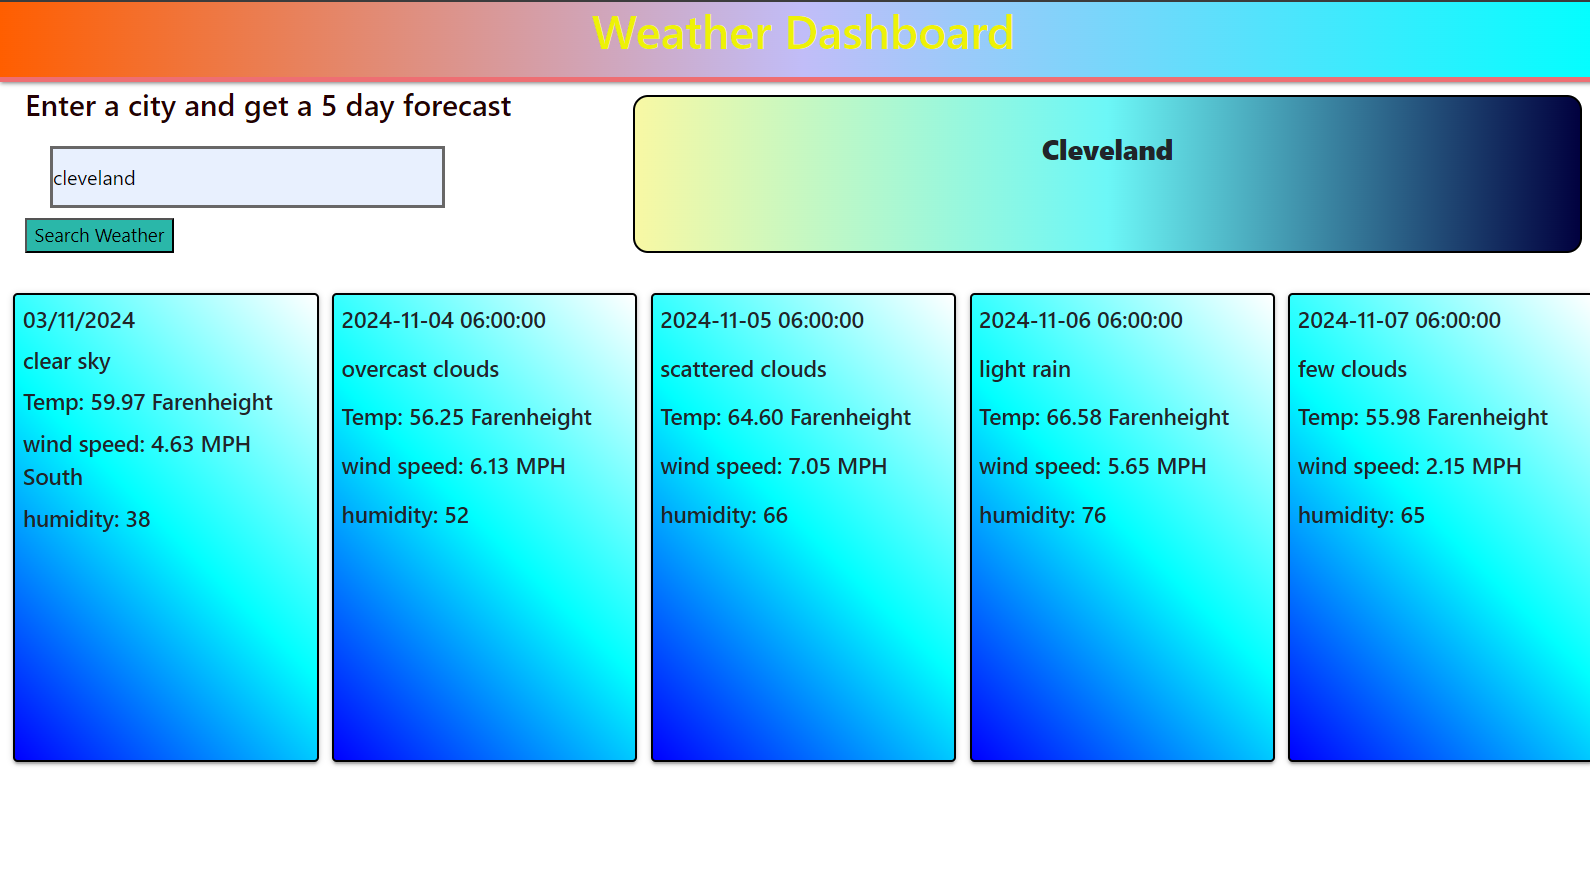 Weather Dashboard
Enter a city and get a 5 day forecast
cleveland
Search Weather
Cleveland
03/11/2024
clear sky
Temp: 59.97 Farenheight
wind speed: 4.63 MPH
South
humidity: 38
2024-11-04 06:00:00
overcast clouds
Temp: 56.25 Farenheight
wind speed: 6.13 MPH
humidity: 52
2024-11-05 06:00:00
scattered clouds
Temp: 64.60 Farenheight
wind speed: 7.05 MPH
humidity: 66
2024-11-06 06:00:00
light rain
Temp: 66.58 Farenheight
wind speed: 5.65 MPH
humidity: 76
2024-11-07 06:00:00
few clouds
Temp: 55.98 Farenheight
wind speed: 2.15 MPH
humidity: 65